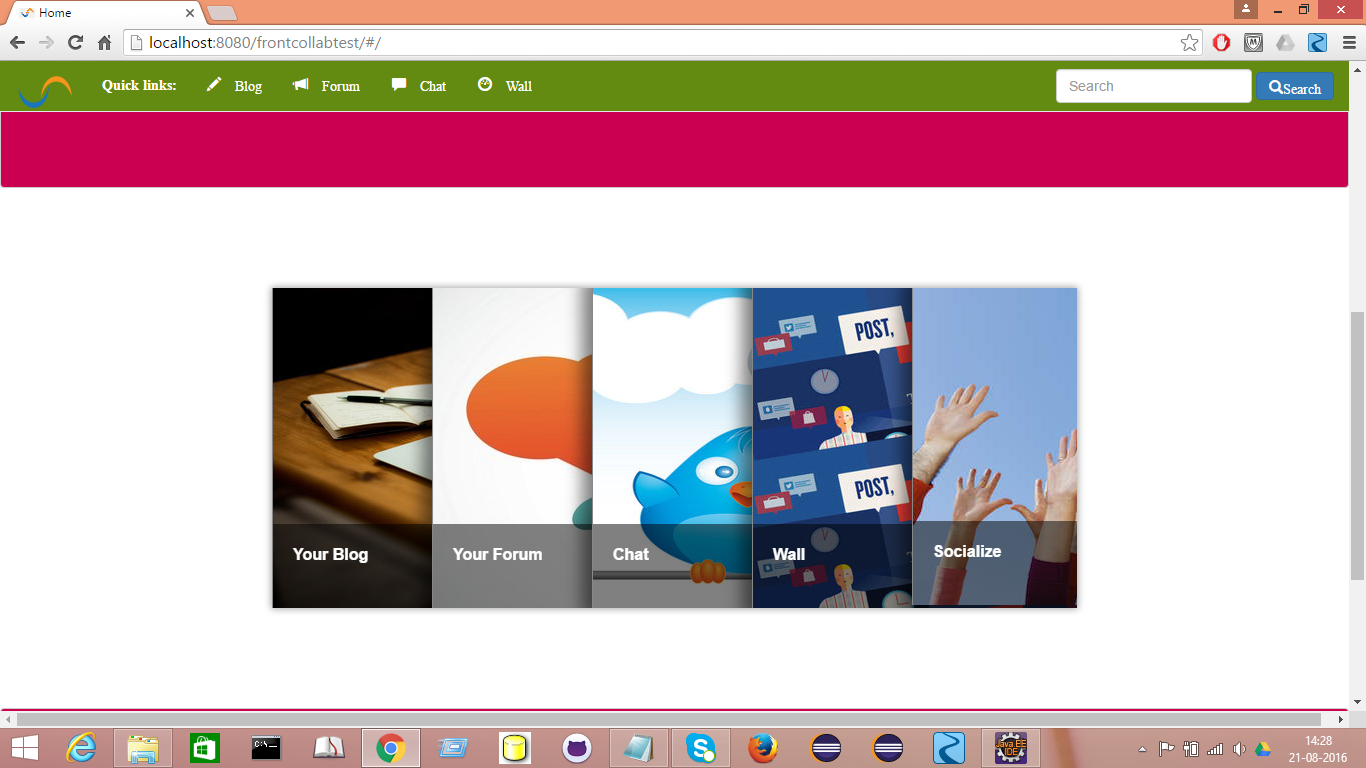 Home
localhost:8080/frontcollabtest/#/
Quick links: Blog Forum Chat Wall Search Search
POST,
POST,
Your Blog
Your Forum
Chat
Wall
Socialize
C:\_
Java EE
IDE
14:28
21-08-2016